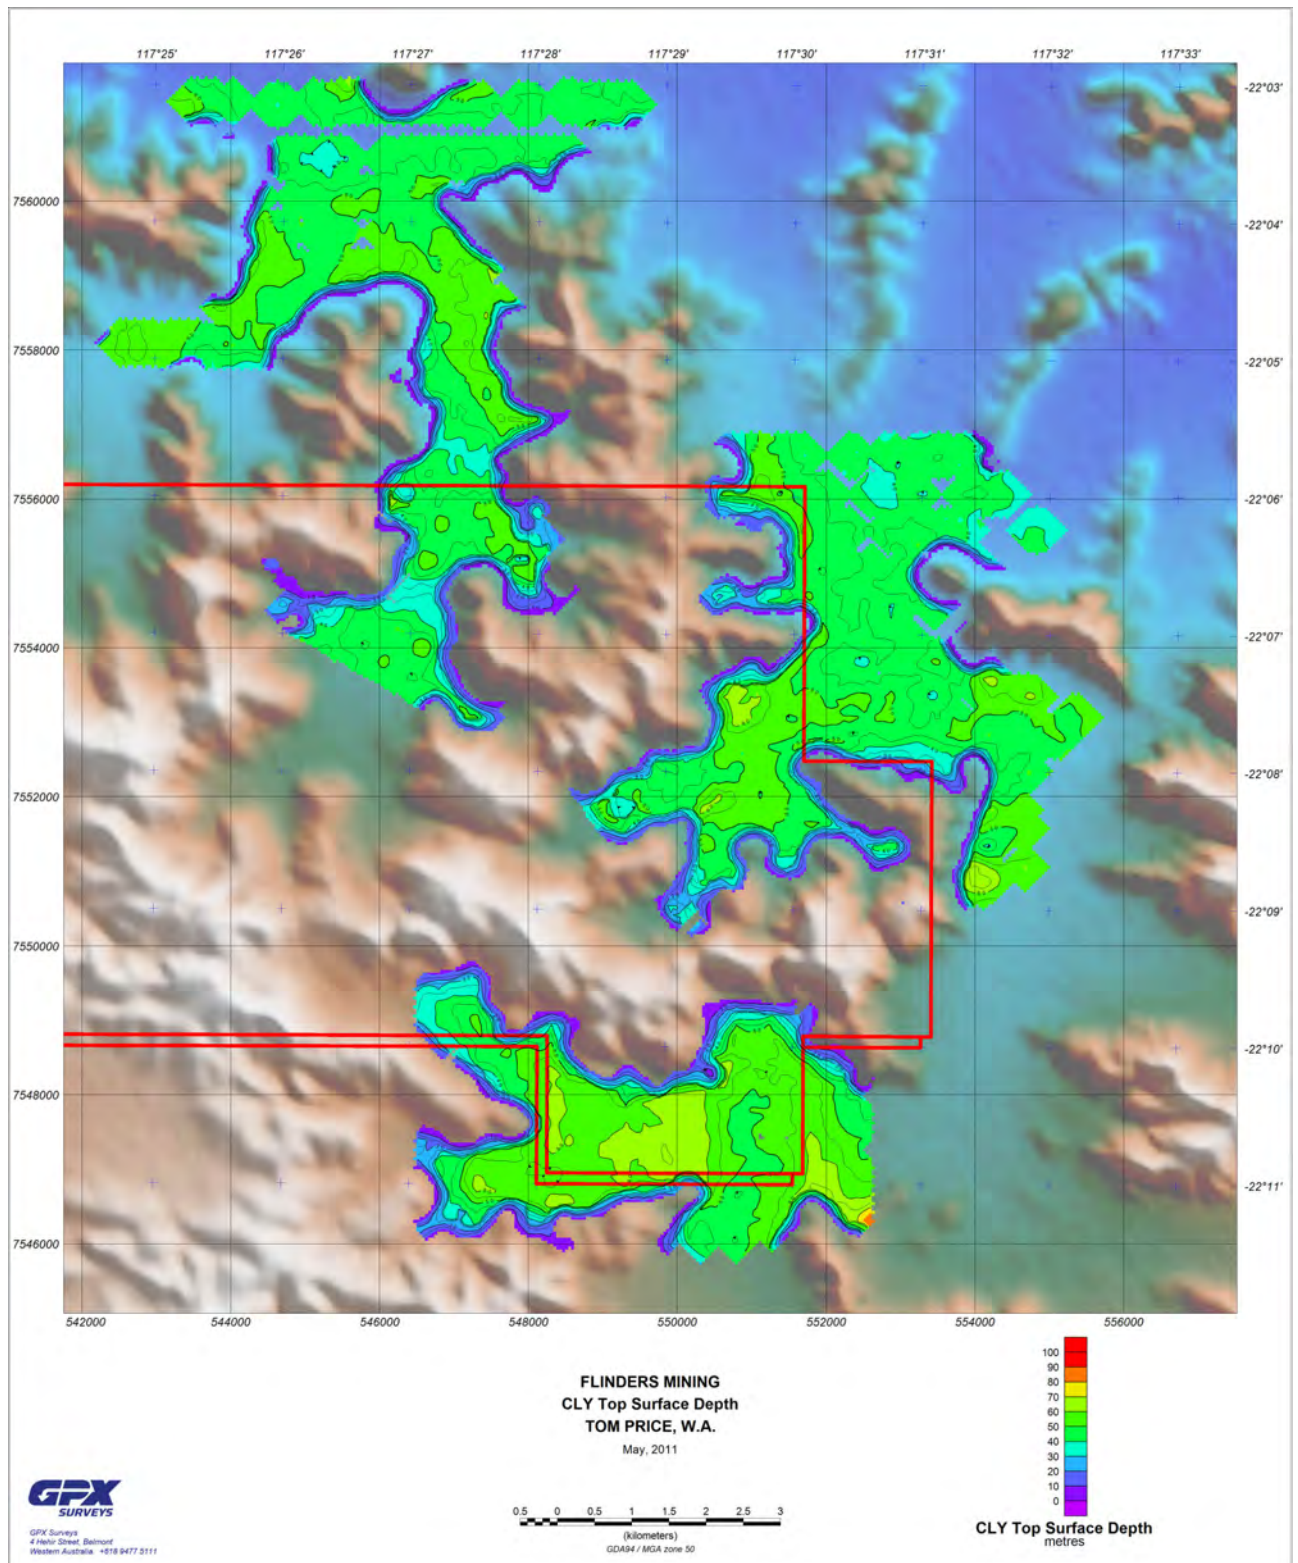 117°25' 117°26' 117°27' 117°28' 117°29' 117°30' 117°31' 117°32' 117°33'
-22°03'
7560000
-22°04'
7558000
-22°05'
7556000
-22°06'
7554000
-22°07'
7552000
-22°08'
7550000
-22°09'
-22°10'
7548000
-22°11'
7546000
542000 544000 546000 548000 550000 552000 554000 556000
FLINDERS MINING
CLY Top Surface Depth
TOM PRICE, W.A.
May, 2011
100
90
80
70
60
50
40
30
20
10
0
CLY Top Surface Depth
metres
GPX
SURVEYS
GPX Surveys
4 Hehir Street, Belmont
Western Australia. +618 9477 5111
0.5 0 0.5 1 1.5 2 2.5 3
(kilometers)
GDA94 / MGA zone 50